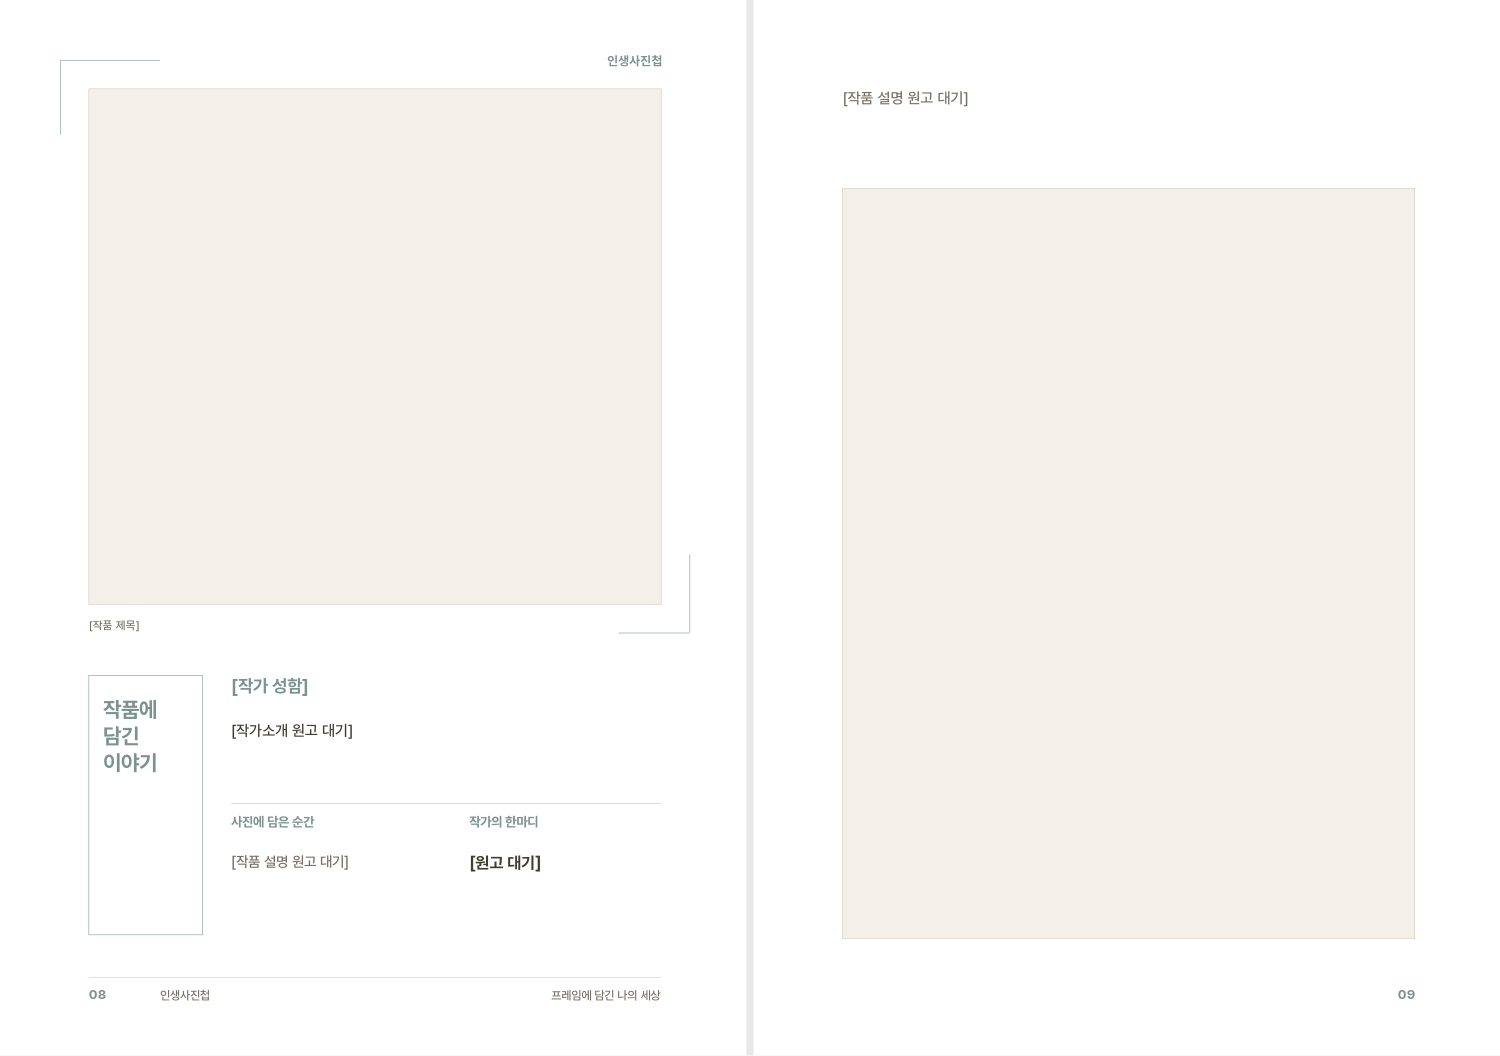 인생사진첩
[작품 제목]
작품에
담긴
이야기
[작가 성함]
[작가소개 원고 대기]
사진에 담은 순간
[작품 설명 원고 대기]
작가의 한마디
[원고 대기]
08
인생사진첩
프레임에 담긴 나의 세상
[작품 설명 원고 대기]
09